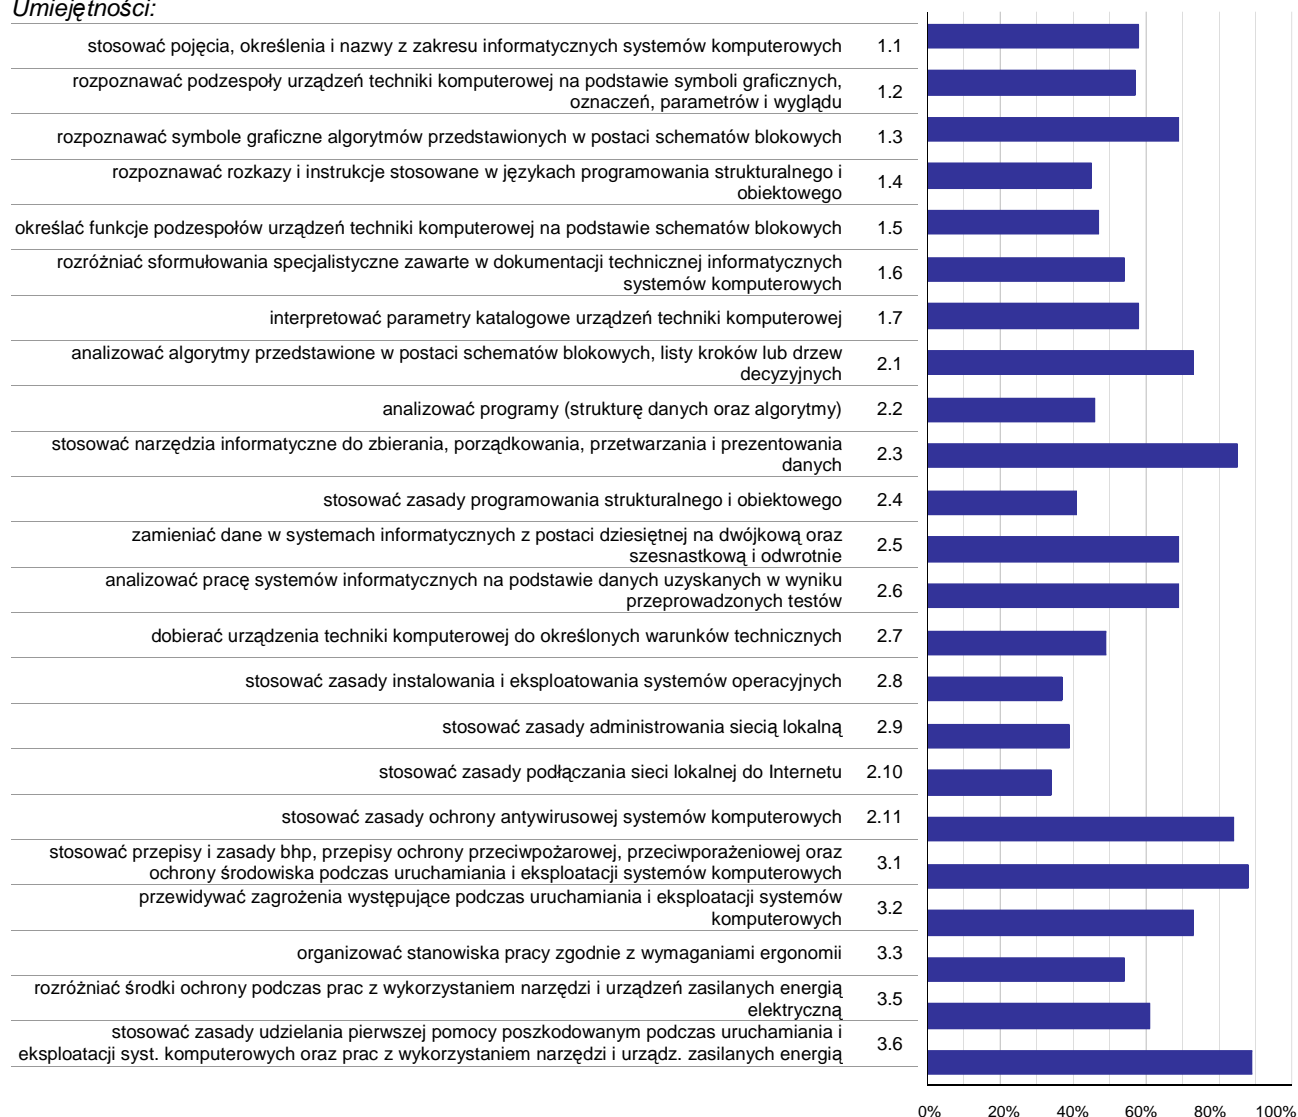 Umiejętności:
stosować pojęcia, określenia i nazwy z zakresu informatycznych systemów komputerowych 1.1
rozpoznawać podzespoły urządzeń techniki komputerowej na podstawie symboli graficznych,
oznaczeń, parametrów i wyglądu 1.2
rozpoznawać symbole graficzne algorytmów przedstawionych w postaci schematów blokowych 1.3
rozpoznawać rozkazy i instrukcje stosowane w językach programowania strukturalnego i
obiektowego 1.4
określać funkcje podzespołów urządzeń techniki komputerowej na podstawie schematów blokowych 1.5
rozróżniać sformułowania specjalistyczne zawarte w dokumentacji technicznej informatycznych
systemów komputerowych 1.6
interpretować parametry katalogowe urządzeń techniki komputerowej 1.7
analizować algorytmy przedstawione w postaci schematów blokowych, listy kroków lub drzew
decyzyjnych 2.1
analizować programy (strukturę danych oraz algorytmy) 2.2
stosować narzędzia informatyczne do zbierania, porządkowania, przetwarzania i prezentowania
danych 2.3
stosować zasady programowania strukturalnego i obiektowego 2.4
zamieniać dane w systemach informatycznych z postaci dziesiętnej na dwójkową oraz
szesnastkową i odwrotnie 2.5
analizować pracę systemów informatycznych na podstawie danych uzyskanych w wyniku
przeprowadzonych testów 2.6
dobierać urządzenia techniki komputerowej do określonych warunków technicznych 2.7
stosować zasady instalowania i eksploatowania systemów operacyjnych 2.8
stosować zasady administrowania siecią lokalną 2.9
stosować zasady podłączania sieci lokalnej do Internetu 2.10
stosować zasady ochrony antywirusowej systemów komputerowych 2.11
stosować przepisy i zasady bhp, przepisy ochrony przeciwpożarowej, przeciwporażeniowej oraz
ochrony środowiska podczas uruchamiania i eksploatacji systemów komputerowych 3.1
przewidywać zagrożenia występujące podczas uruchamiania i eksploatacji systemów
komputerowych 3.2
organizować stanowiska pracy zgodnie z wymaganiami ergonomii 3.3
rozróżniać środki ochrony podczas prac z wykorzystaniem narzędzi i urządzeń zasilanych energią
elektryczną 3.5
stosować zasady udzielania pierwszej pomocy poszkodowanym podczas uruchamiania i
eksploatacji syst. komputerowych oraz prac z wykorzystaniem narzędzi i urządz. zasilanych energią 3.6
0% 20% 40% 60% 80% 100%